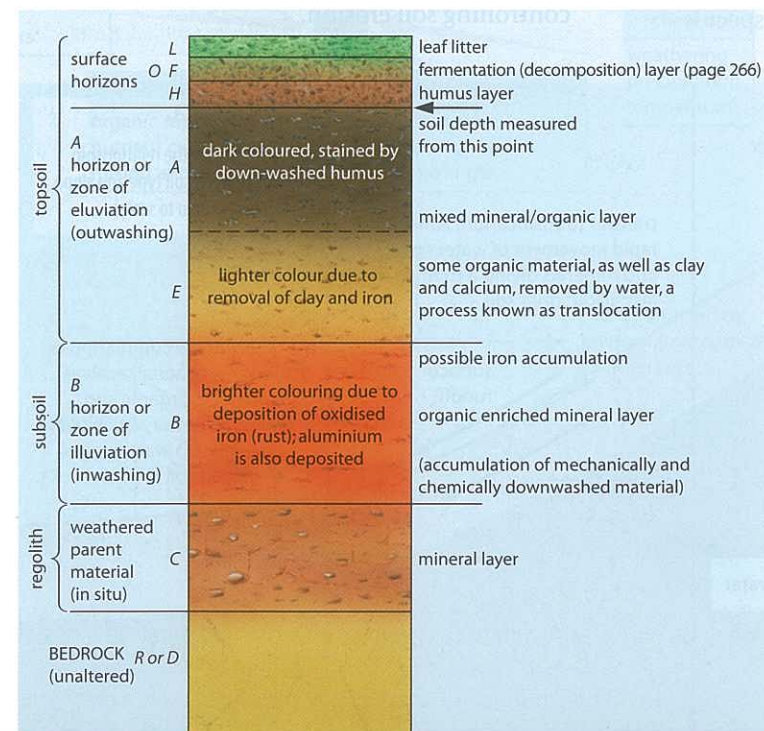 controlling soil erosion.
surface
horizons
O
L
F
H
leaf litter
fermentation (decomposition) layer (page 266)
humus layer
soil depth measured
from this point
topsoil
A
horizon or
zone of
eluviation
(outwashing)
A
dark coloured, stained by
down-washed humus
mixed mineral/organic layer
E
lighter colour due to
removal of clay and iron
some organic material, as well as clay
and calcium, removed by water, a
process known as translocation
subsoil
B
horizon or
zone of
illuviation
(inwashing)
B
brighter colouring due to
deposition of oxidised
iron (rust); aluminium
is also deposited
possible iron accumulation
organic enriched mineral layer
(accumulation of mechanically and
chemically downwashed material)
regolith
weathered
parent
material
(in situ)
C
mineral layer
BEDROCK R or D
(unaltered)